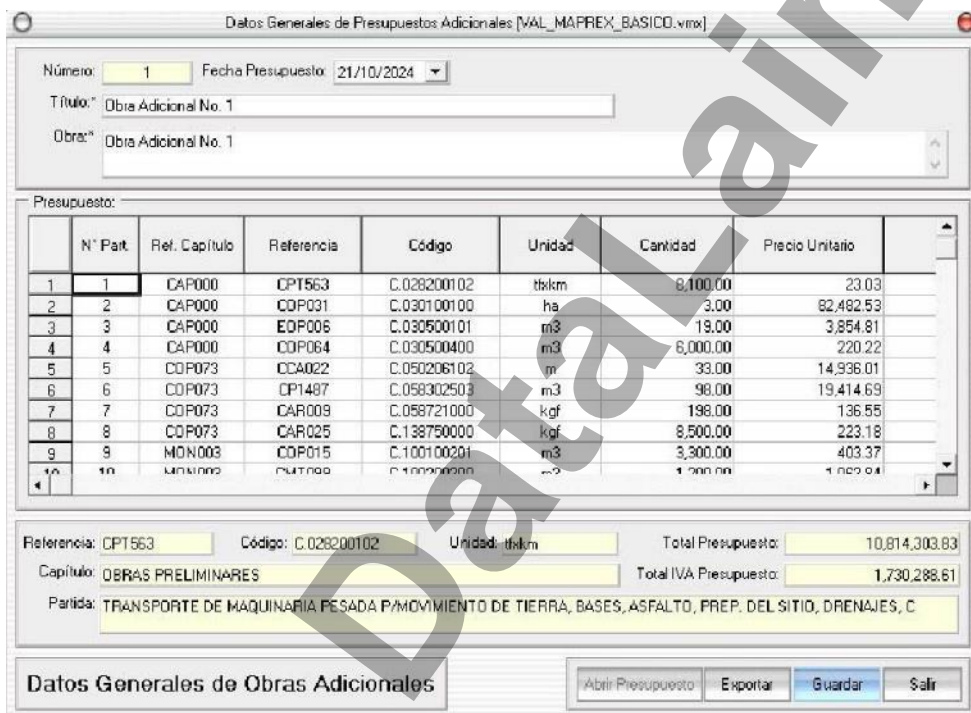 Datos Generales de Presupuestos Adicionales [VAL_MAPREX_BASICO.vmx]
Número: 1 Fecha Presupuesto: 21/10/2024
Título:* Obra Adicional No. 1
Obra:* Obra Adicional No. 1
Presupuesto:
N° Part. Ref. Capítulo Referencia Código Unidad Cantidad Precio Unitario
1 1 CAP000 CPT563 C.028200102 tfxkm 8,100.00 23.03
2 2 CAP000 COP031 C.030100100 ha 3.00 82,482.53
3 3 CAP000 EOP006 C.030500101 m3 19.00 3,854.81
4 4 CAP000 COP064 C.030500400 m3 6,000.00 220.22
5 5 COP073 CCA022 C.050206102 m 33.00 14,936.01
6 6 COP073 CP1487 C.058302503 m3 98.00 19,414.69
7 7 COP073 CAR009 C.058721000 kgf 198.00 136.55
8 8 COP073 CAR025 C.138750000 kgf 8,500.00 223.18
9 9 MON003 COP015 C.100100201 m3 3,300.00 403.37
10 10
Referencia: CPT563 Código: C.028200102 Unidad: tfxkm Total Presupuesto: 10,814,303.83
Capítulo: OBRAS PRELIMINARES Total IVA Presupuesto: 1,730,288.61
Partida: TRANSPORTE DE MAQUINARIA PESADA P/MOVIMIENTO DE TIERRA, BASES, ASFALTO, PREP. DEL SITIO, DRENAJES, C
Datos Generales de Obras Adicionales
Abrir Presupuesto Exportar Guardar Salir